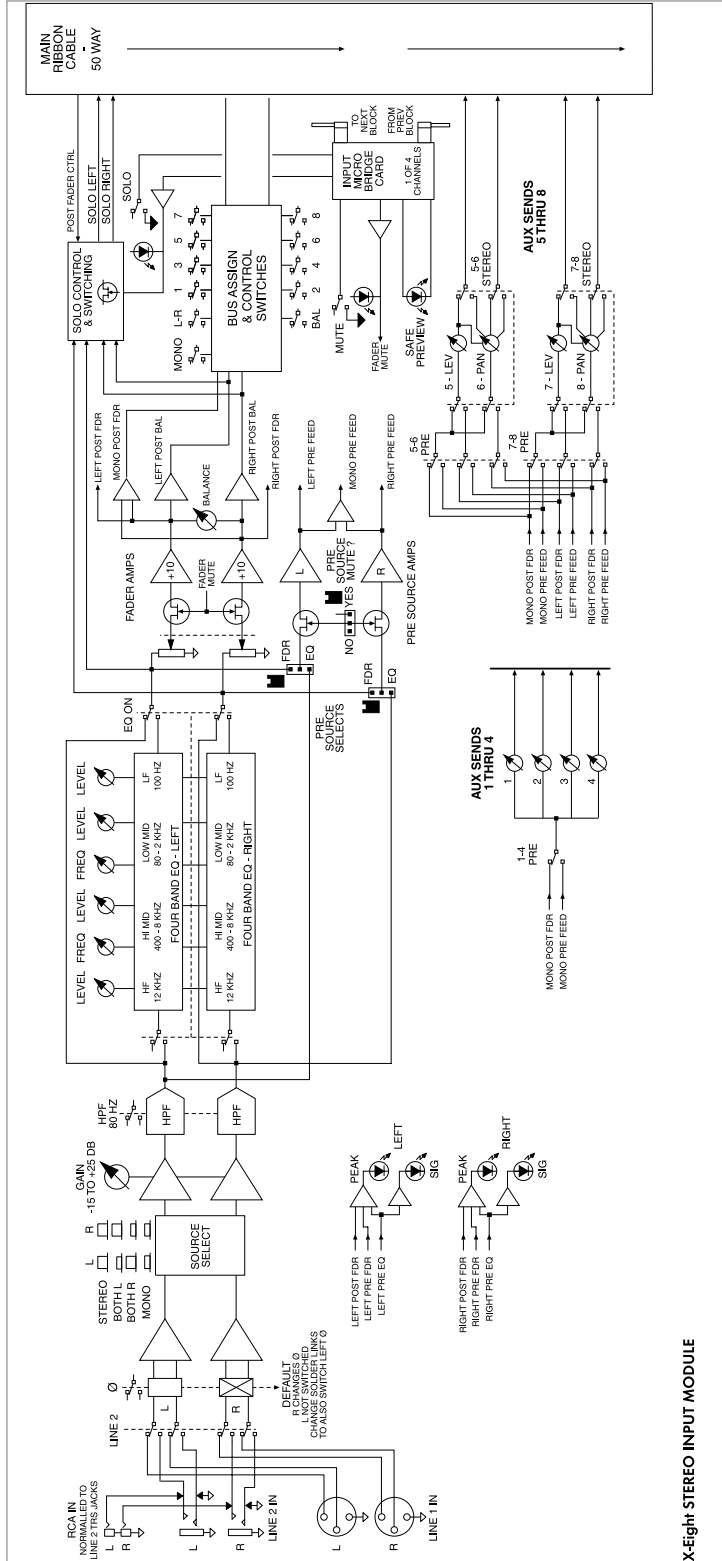 RCA IN
NORMALLED TO
LINE 2 TRS JACKS
L
R
L
R
LINE 2 IN
L
R
LINE 1 IN
LINE 2
Ø
L
R
DEFAULT
R CHANGES Ø
L NOT SWITCHED
CHANGE SOLDER LINKS
TO ALSO SWITCH LEFT Ø
STEREO
BOTH L
BOTH R
MONO
L
R
SOURCE
SELECT
GAIN
-15 TO +25 DB
HPF
80 HZ
HPF
HPF
LEVEL
FREQ
LEVEL
FREQ
LEVEL
LEVEL
HF
12 KHZ
HI MID
400 - 8 KHZ
LOW MID
80 - 2 KHZ
LF
100 HZ
FOUR BAND EQ - LEFT
HF
12 KHZ
HI MID
400 - 8 KHZ
LOW MID
80 - 2 KHZ
LF
100 HZ
FOUR BAND EQ - RIGHT
EQ ON
PRE
SOURCE
SELECTS
FDR
EQ
FDR
EQ
FADER AMPS
+10
+10
FADER
MUTE
NO
YES
PRE
SOURCE
MUTE ?
L
R
PRE SOURCE AMPS
LEFT POST FDR
MONO POST FDR
LEFT POST BAL
BALANCE
RIGHT POST BAL
RIGHT POST FDR
LEFT PRE FEED
MONO PRE FEED
RIGHT PRE FEED
SOLO CONTROL
& SWITCHING
POST FADER CTRL
SOLO LEFT
SOLO RIGHT
SOLO
MONO
L-R
1
3
5
7
BUS ASSIGN
& CONTROL
SWITCHES
BAL
2
4
6
8
MUTE
FADER
MUTE
SAFE
PREVIEW
INPUT
MICRO
BRIDGE
CARD
1 OF 4
CHANNELS
TO
NEXT
BLOCK
FROM
PREV
BLOCK
MAIN
RIBBON
CABLE
-
50 WAY
LEFT POST FDR
LEFT PRE FDR
LEFT PRE EQ
PEAK
LEFT
SIG
RIGHT POST FDR
RIGHT PRE FDR
RIGHT PRE EQ
PEAK
RIGHT
SIG
AUX SENDS
1 THRU 4
MONO POST FDR
MONO PRE FEED
1-4
PRE
1
2
3
4
AUX SENDS
5 THRU 8
MONO POST FDR
MONO PRE FEED
LEFT POST FDR
LEFT PRE FEED
RIGHT POST FDR
RIGHT PRE FEED
5-6
PRE
7-8
PRE
5 - LEV
6 - PAN
5-6
STEREO
7 - LEV
8 - PAN
7-8
STEREO
X-Eight STEREO INPUT MODULE